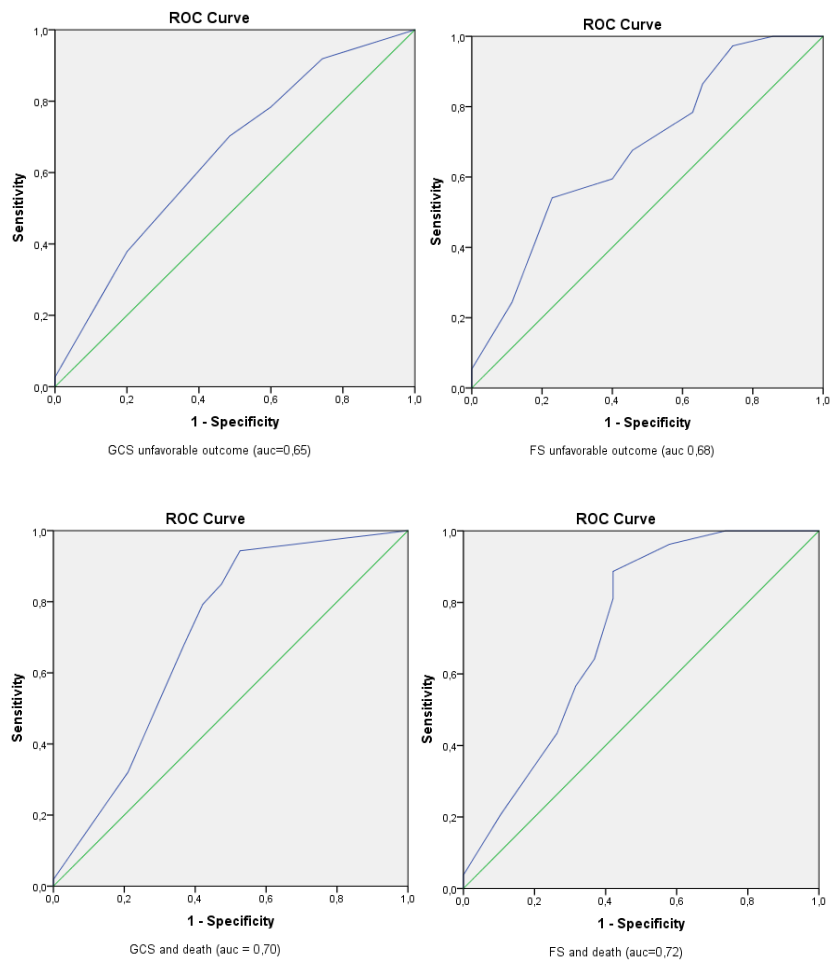 ROC Curve
1,0
0,8
0,6
0,4
0,2
0,0
Sensitivity
0,0 0,2 0,4 0,6 0,8 1,0
1 - Specificity
GCS unfavorable outcome (auc=0,65)
ROC Curve
1,0
0,8
0,6
0,4
0,2
0,0
Sensitivity
0,0 0,2 0,4 0,6 0,8 1,0
1 - Specificity
FS unfavorable outcome (auc 0,68)
ROC Curve
1,0
0,8
0,6
0,4
0,2
0,0
Sensitivity
0,0 0,2 0,4 0,6 0,8 1,0
1 - Specificity
GCS and death (auc = 0,70)
ROC Curve
1,0
0,8
0,6
0,4
0,2
0,0
Sensitivity
0,0 0,2 0,4 0,6 0,8 1,0
1 - Specificity
FS and death (auc=0,72)